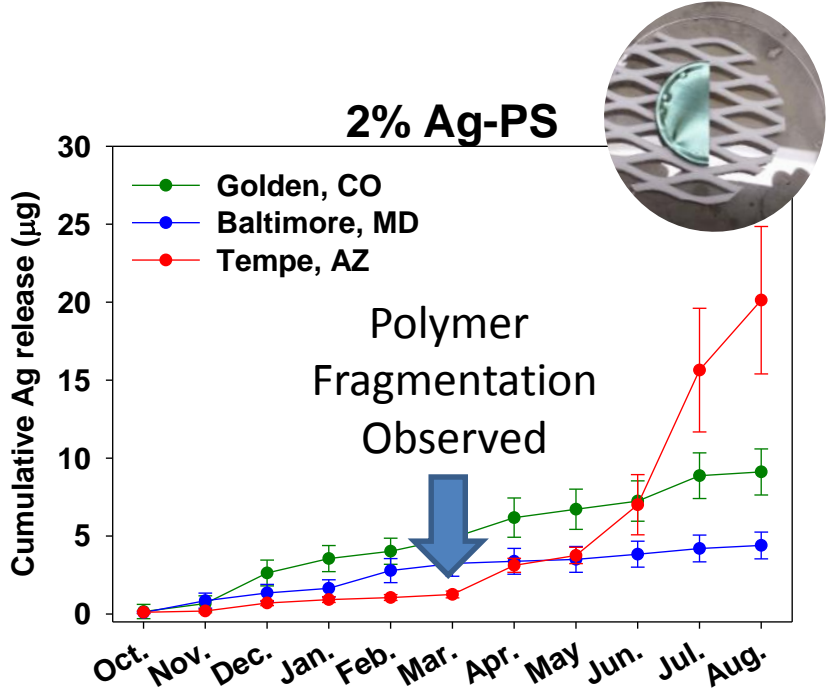 2% Ag-PS
Cumulative Ag release (µg)
30
25
20
15
10
5
0
Golden, CO
Baltimore, MD
Tempe, AZ
Polymer
Fragmentation
Observed
Oct.
Nov.
Dec.
Jan.
Feb.
Mar.
Apr.
May
Jun.
Jul.
Aug.